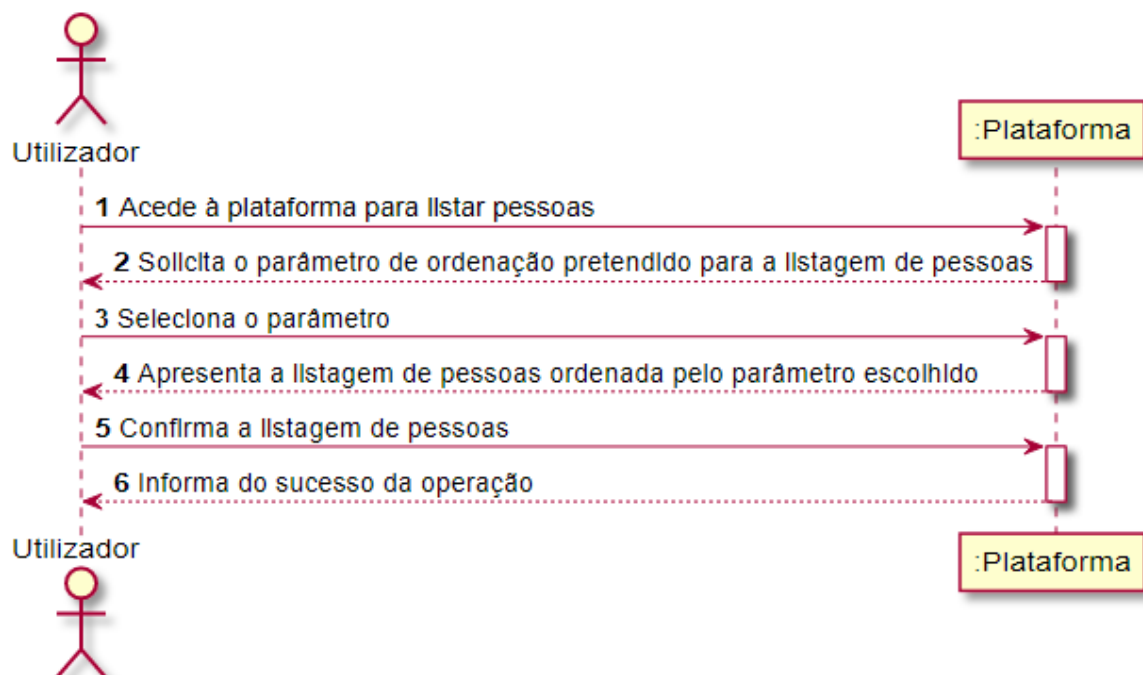 Utilizador
:Plataforma
1 Acede à plataforma para listar pessoas
2 Solicita o parâmetro de ordenação pretendido para a listagem de pessoas
3 Seleciona o parâmetro
4 Apresenta a listagem de pessoas ordenada pelo parâmetro escolhido
5 Confirma a listagem de pessoas
6 Informa do sucesso da operação
Utilizador
:Plataforma